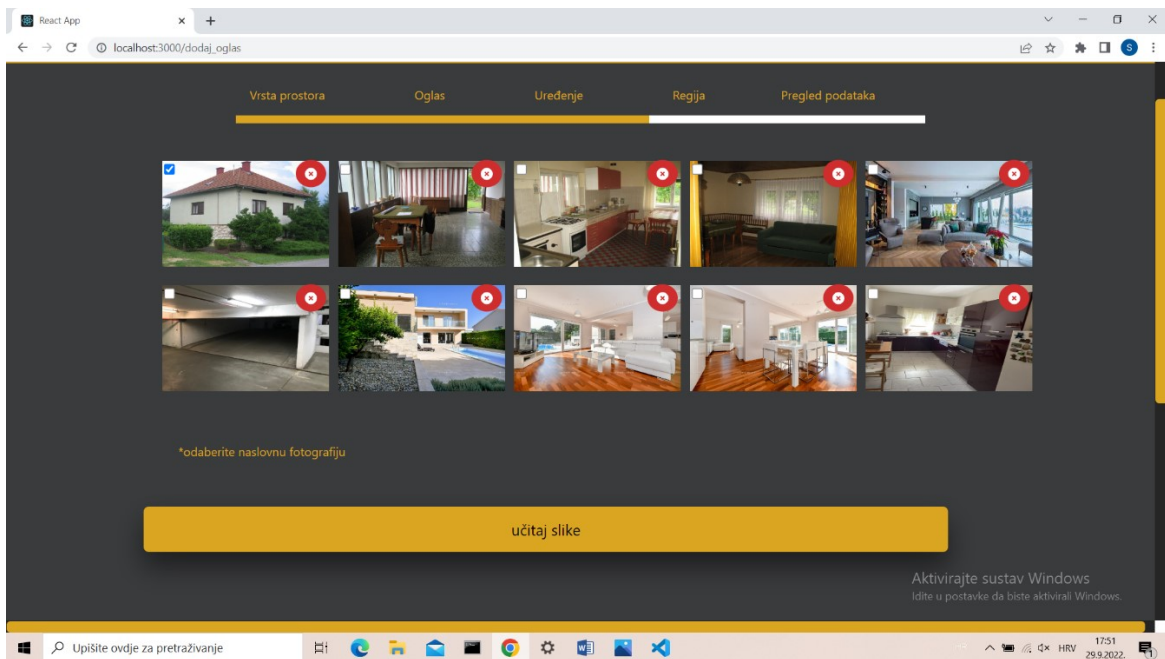 React App
localhost:3000/dodaj_oglas
S
Vrsta prostora Oglas Uređenje Regija Pregled podataka
*odaberite naslovnu fotografiju
učitaj slike
Aktivirajte sustav Windows
Idite u postavke da biste aktivirali Windows.
Upišite ovdje za pretraživanje
HRV
17:51
29.9.2022.